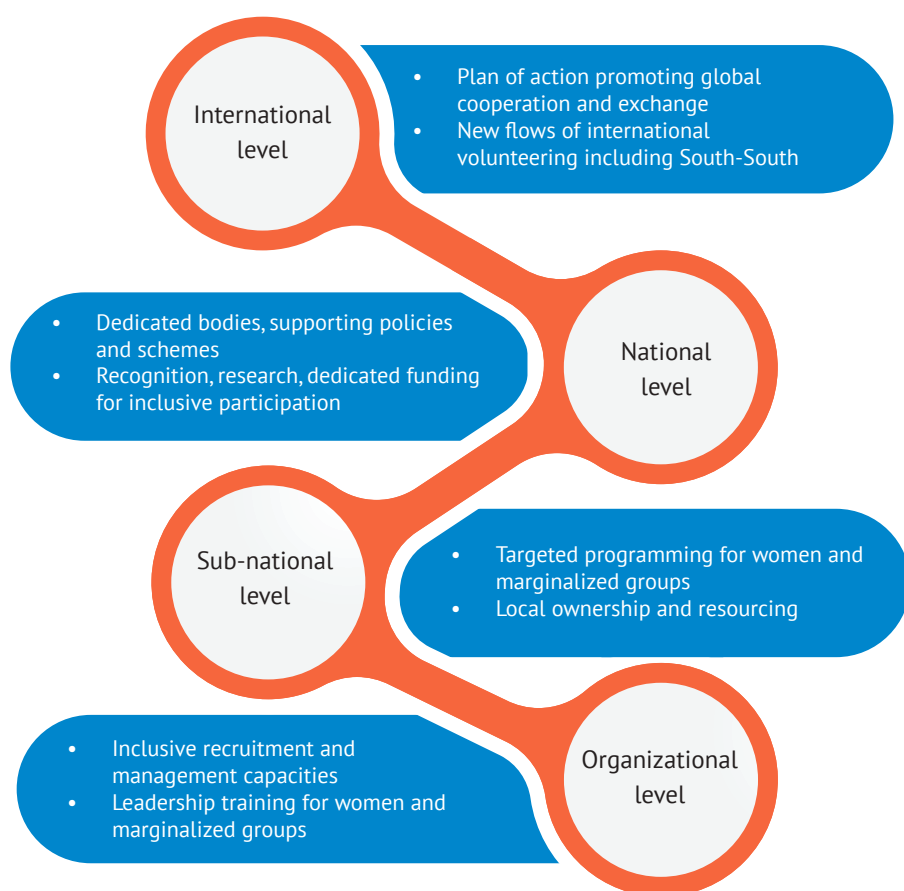 International
level
• Plan of action promoting global
cooperation and exchange
• New flows of international
volunteering including South-South
• Dedicated bodies, supporting policies
and schemes
• Recognition, research, dedicated funding
for inclusive participation
National
level
Sub-national
level
• Targeted programming for women and
marginalized groups
• Local ownership and resourcing
• Inclusive recruitment and
management capacities
• Leadership training for women and
marginalized groups
Organizational
level